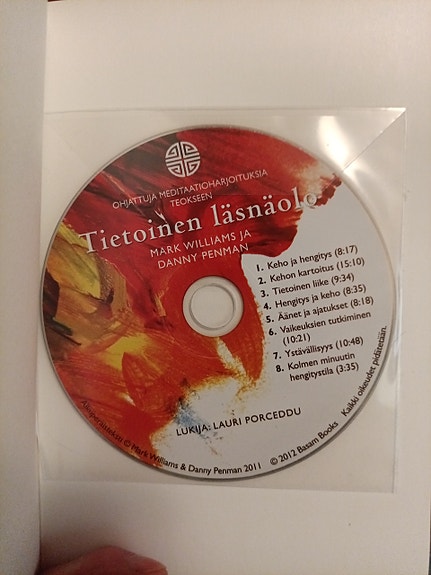 OHJATTUJA MEDITAATIOHARJOITUKSIA
TEOKSEEN
Tietoinen läsnäolo
MARK WILLIAMS JA
DANNY PENMAN
1. Keho ja hengitys (8:17)
2. Kehon kartoitus (15:10)
3. Tietoinen liike (9:34)
4. Hengitys ja keho (8:35)
5. Äänet ja ajatukset (8:18)
6. Vaikeuksien tutkiminen
(10:21)
7. Ystävällisyys (10:48)
8. Kolmen minuutin
hengitystila (3:35)
LUKIJA: LAURI PORCEDDU
Alkuperäisteksti © Mark Williams & Danny Penman 2011 © 2012 Basam Books Kaikki oikeudet pidätetään.